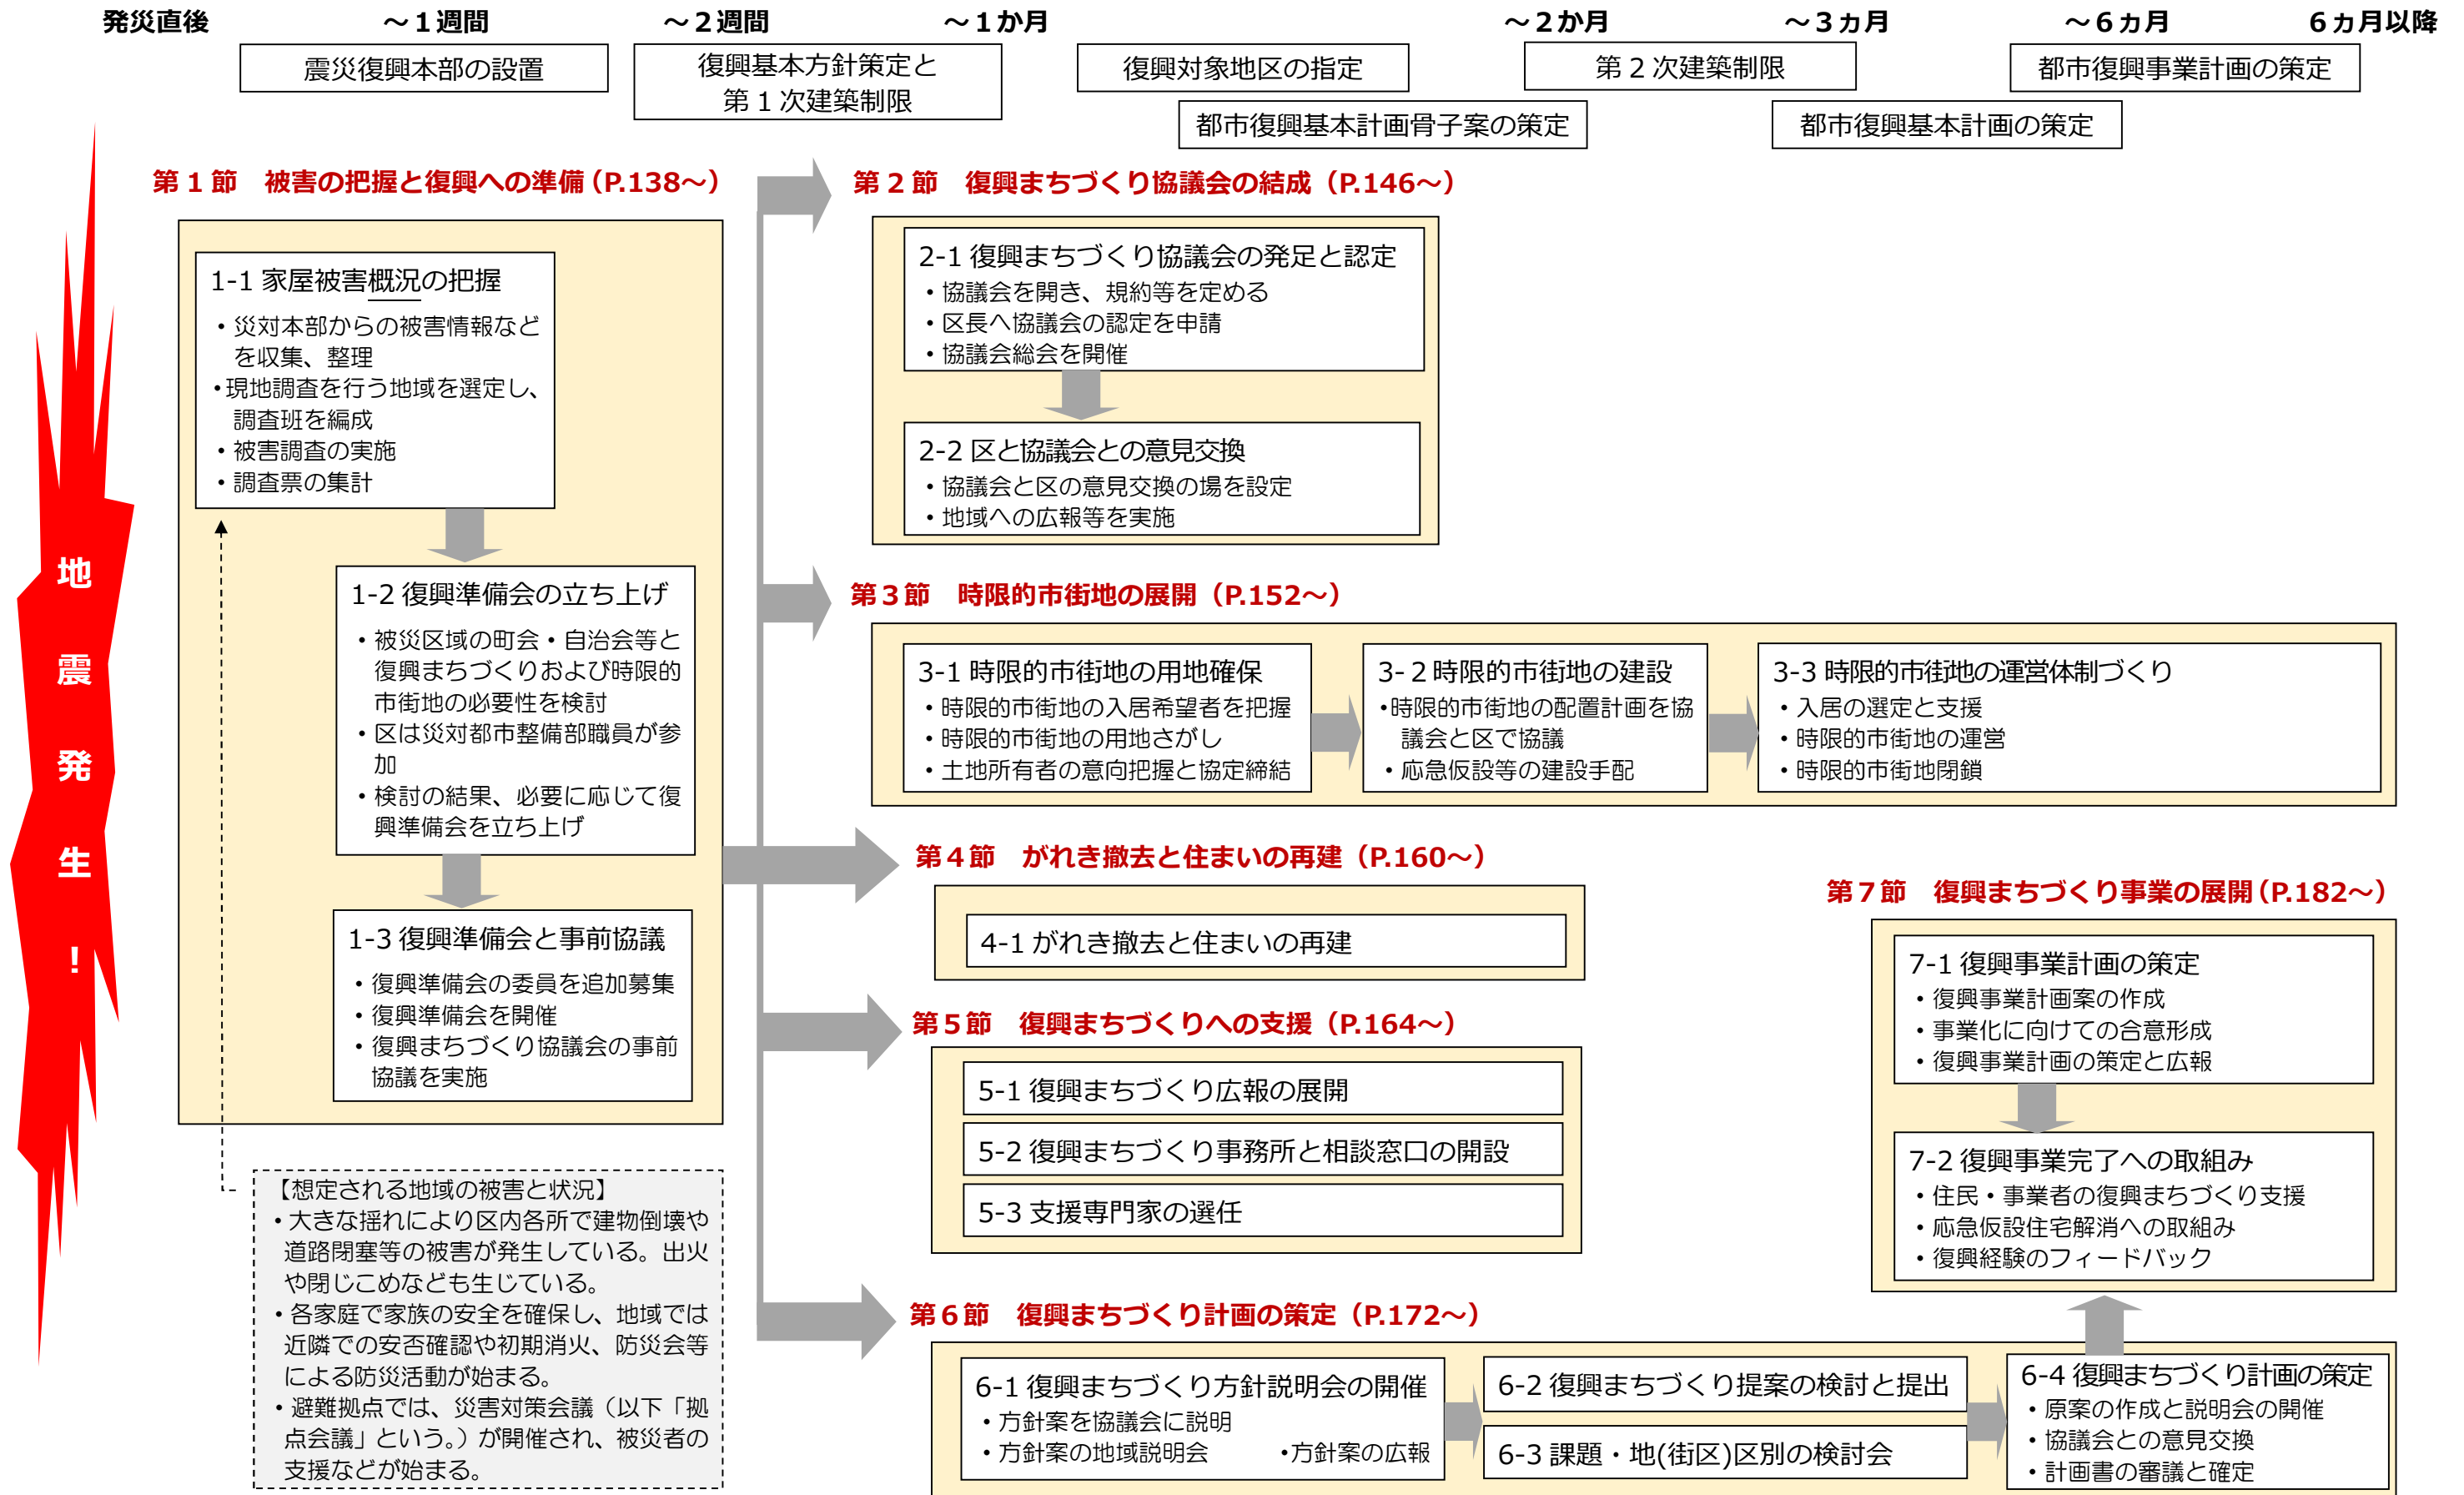 発災直後 ～１週間 ～２週間 ～１か月 ～２か月 ～３ヵ月 ～６ヵ月 ６ヵ月以降
震災復興本部の設置
復興基本方針策定と
第１次建築制限
復興対象地区の指定
第２次建築制限
都市復興事業計画の策定
都市復興基本計画骨子案の策定
都市復興基本計画の策定
地震発生！
第１節　被害の把握と復興への準備（P.138～）
1-1 家屋被害概況の把握
・災対本部からの被害情報など
を収集、整理
・現地調査を行う地域を選定し、
調査班を編成
・被害調査の実施
・調査票の集計
1-2 復興準備会の立ち上げ
・被災区域の町会・自治会等と
復興まちづくりおよび時限的
市街地の必要性を検討
・区は災対都市整備部職員が参
加
・検討の結果、必要に応じて復
興準備会を立ち上げ
1-3 復興準備会と事前協議
・復興準備会の委員を追加募集
・復興準備会を開催
・復興まちづくり協議会の事前
協議を実施
【想定される地域の被害と状況】
・大きな揺れにより区内各所で建物倒壊や
道路閉塞等の被害が発生している。出火
や閉じこめなども生じている。
・各家庭で家族の安全を確保し、地域では
近隣での安否確認や初期消火、防災会等
による防災活動が始まる。
・避難拠点では、災害対策会議（以下「拠
点会議」という。）が開催され、被災者の
支援などが始まる。
第２節　復興まちづくり協議会の結成（P.146～）
2-1 復興まちづくり協議会の発足と認定
・協議会を開き、規約等を定める
・区長へ協議会の認定を申請
・協議会総会を開催
2-2 区と協議会との意見交換
・協議会と区の意見交換の場を設定
・地域への広報等を実施
第３節　時限的市街地の展開（P.152～）
3-1 時限的市街地の用地確保
・時限的市街地の入居希望者を把握
・時限的市街地の用地さがし
・土地所有者の意向把握と協定締結
3-２時限的市街地の建設
・時限的市街地の配置計画を協
議会と区で協議
・応急仮設等の建設手配
3-3 時限的市街地の運営体制づくり
・入居の選定と支援
・時限的市街地の運営
・時限的市街地閉鎖
第４節　がれき撤去と住まいの再建（P.160～）
4-1 がれき撤去と住まいの再建
第５節　復興まちづくりへの支援（P.164～）
5-1 復興まちづくり広報の展開
5-2 復興まちづくり事務所と相談窓口の開設
5-3 支援専門家の選任
第６節　復興まちづくり計画の策定（P.172～）
6-1 復興まちづくり方針説明会の開催
・方針案を協議会に説明
・方針案の地域説明会　・方針案の広報
6-2 復興まちづくり提案の検討と提出
6-3 課題・地(街区)区別の検討会
6-4 復興まちづくり計画の策定
・原案の作成と説明会の開催
・協議会との意見交換
・計画書の審議と確定
第７節　復興まちづくり事業の展開（P.182～）
7-1 復興事業計画の策定
・復興事業計画案の作成
・事業化に向けての合意形成
・復興事業計画の策定と広報
7-2 復興事業完了への取組み
・住民・事業者の復興まちづくり支援
・応急仮設住宅解消への取組み
・復興経験のフィードバック